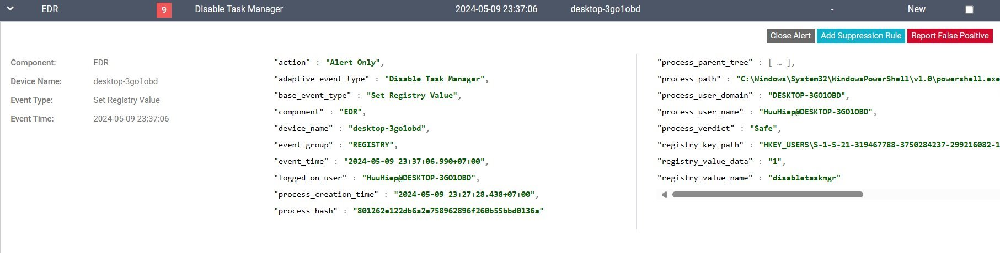 EDR 9 Disable Task Manager 2024-05-09 23:37:06 desktop-3go1obd - New
Close Alert Add Suppression Rule Report False Positive
Component: EDR
Device Name: desktop-3go1obd
Event Type: Set Registry Value
Event Time: 2024-05-09 23:37:06
"action" : "Alert Only",
"adaptive_event_type" : "Disable Task Manager",
"base_event_type" : "Set Registry Value",
"component" : "EDR",
"device_name" : "desktop-3go1obd",
"event_group" : "REGISTRY",
"event_time" : "2024-05-09 23:37:06.990+07:00",
"logged_on_user" : "HuuHiep@DESKTOP-3GO1OBD",
"process_creation_time" : "2024-05-09 23:27:28.438+07:00",
"process_hash" : "801262e122db6a2e758962896f260b55bbd0136a"
"process_parent_tree" : [ … ],
"process_path" : "C:\Windows\System32\WindowsPowerShell\v1.0\powershell.exe
"process_user_domain" : "DESKTOP-3GO1OBD",
"process_user_name" : "HuuHiep@DESKTOP-3GO1OBD",
"process_verdict" : "Safe",
"registry_key_path" : "HKEY_USERS\S-1-5-21-319467788-3750284237-299216082-1
"registry_value_data" : "1",
"registry_value_name" : "disabletaskmgr"